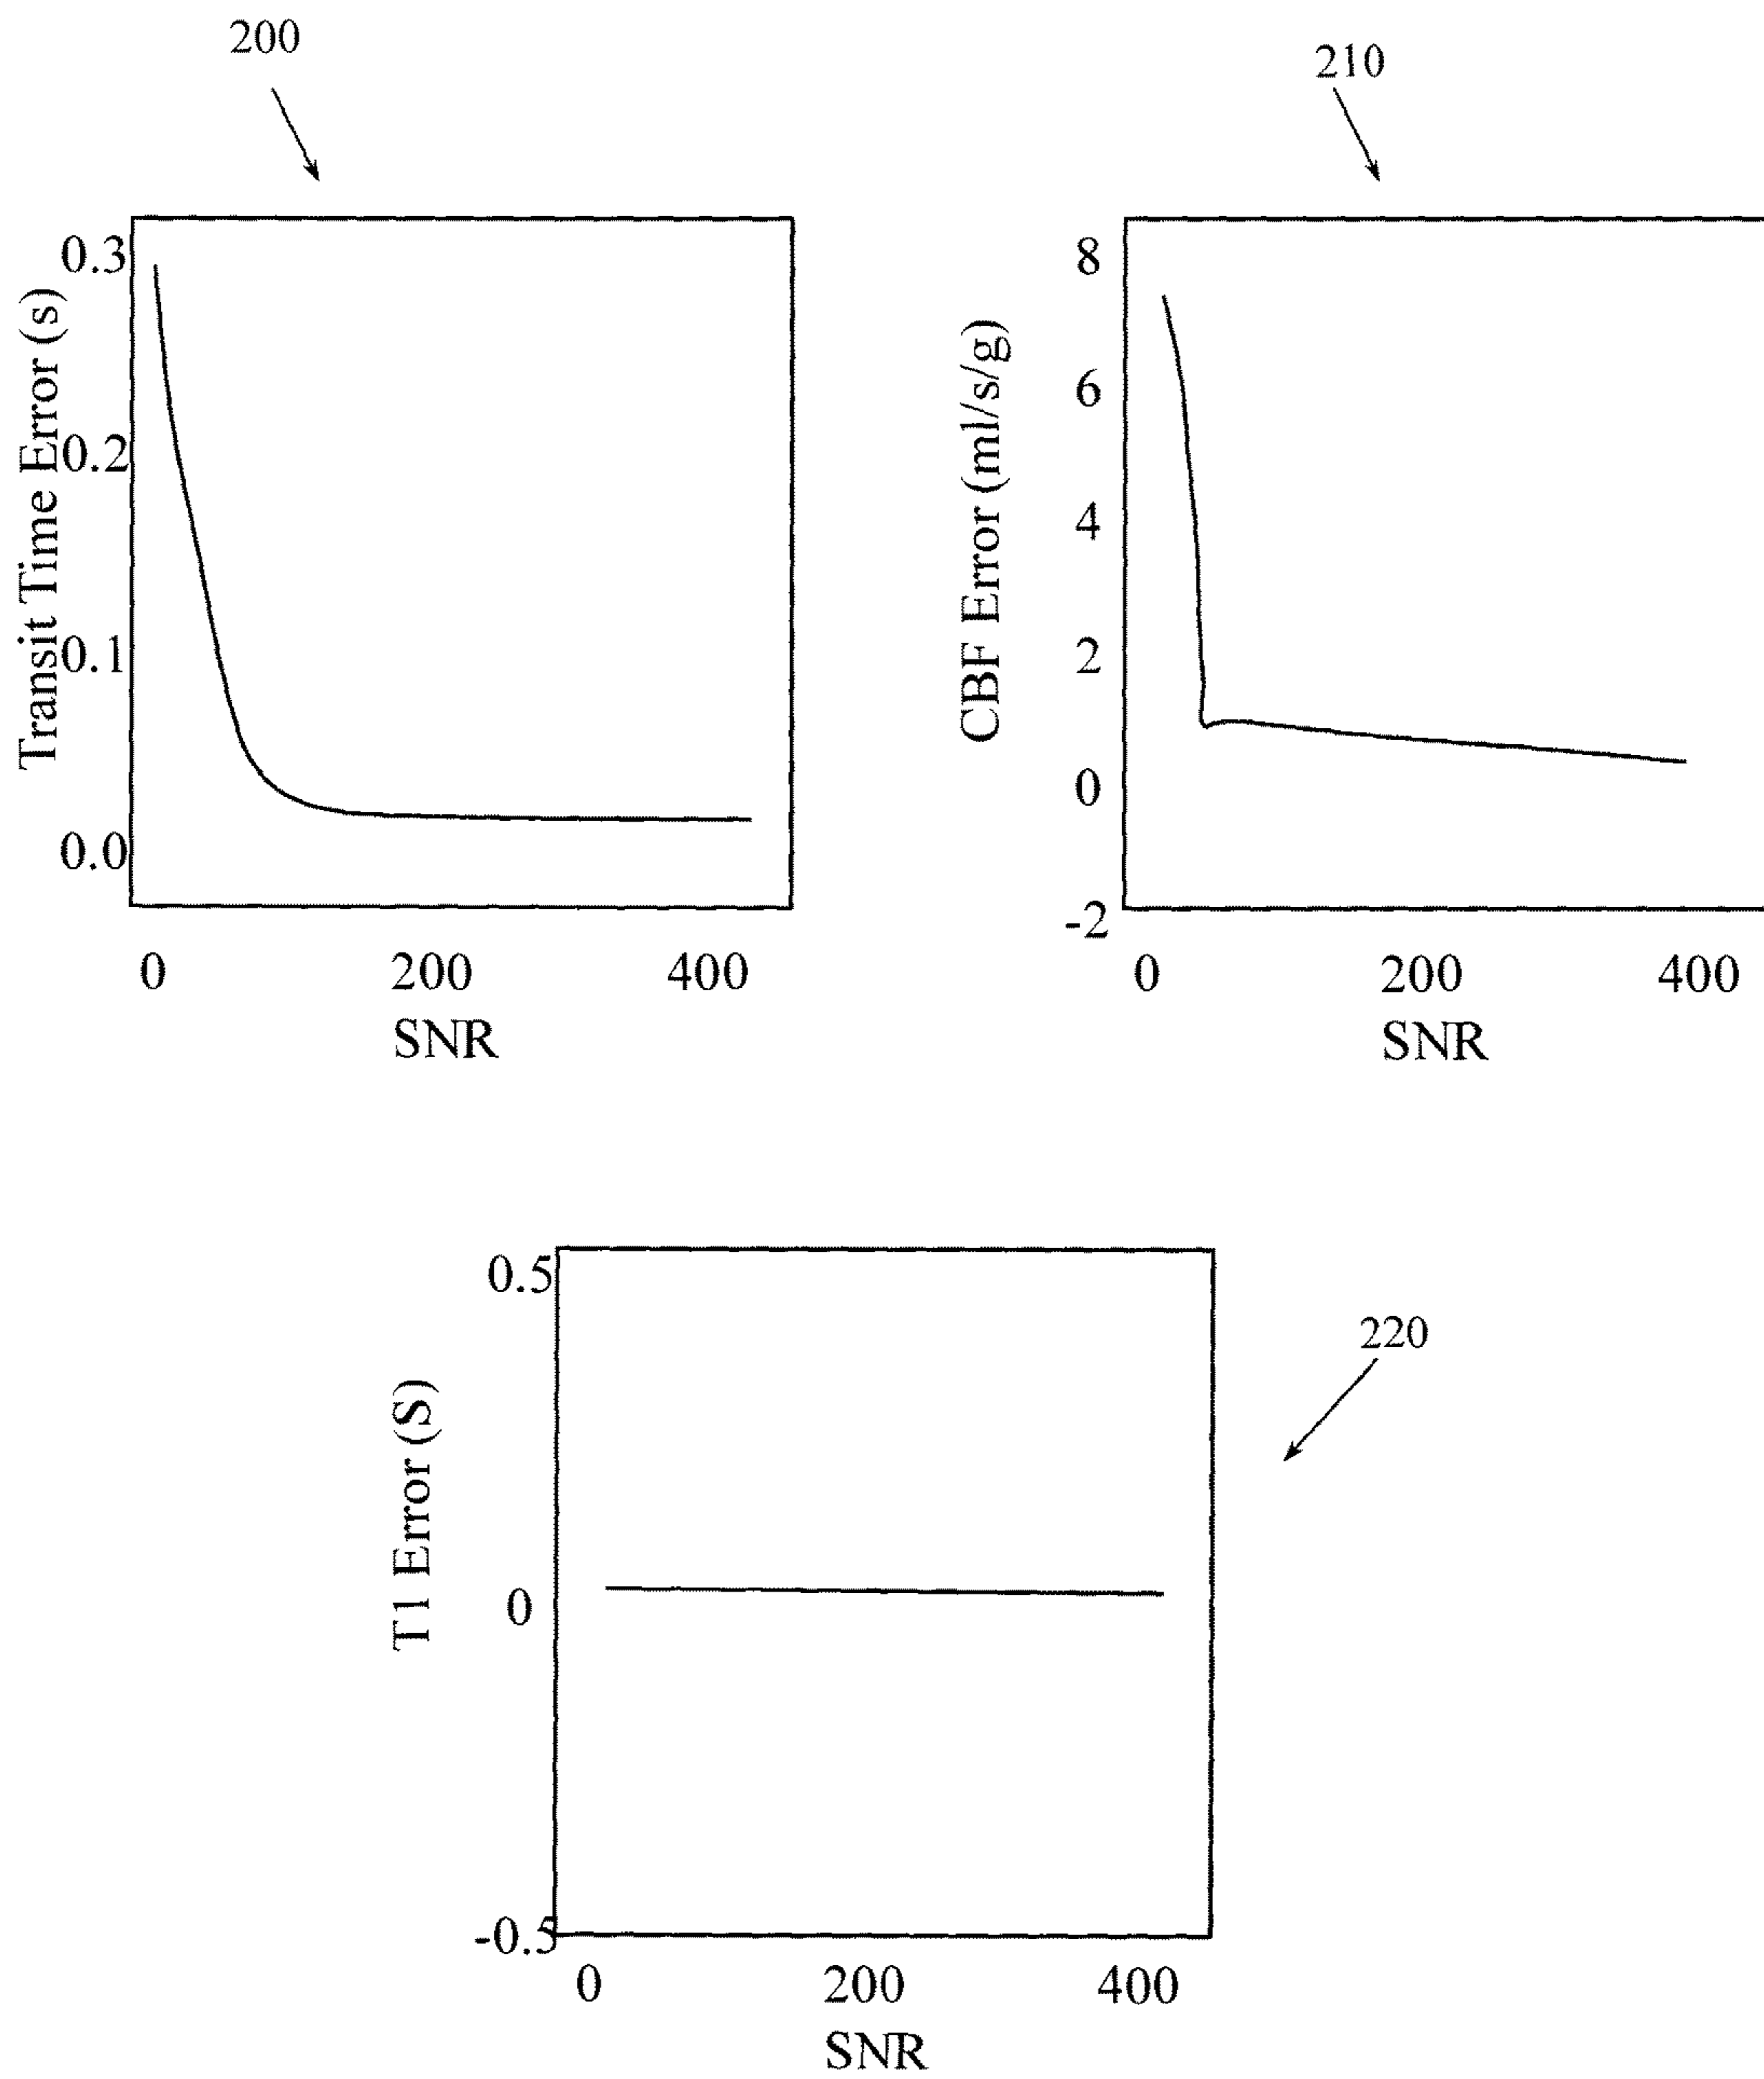 200
0.3
0.2
0.1
0.0
Transit Time Error (s)
0 200 400
SNR
210
8
6
4
2
0
-2
CBF Error (ml/s/g)
0 200 400
SNR
220
0.5
0
-0.5
T1 Error (S)
0 200 400
SNR